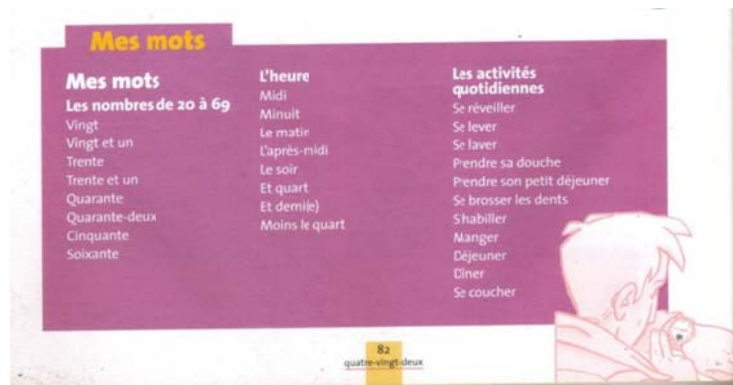 Mes mots
Mes mots
Les nombres de 20 à 69
Vingt
Vingt et un
Trente
Trente et un
Quarante
Quarante-deux
Cinquante
Soixante
L'heure
Midi
Minuit
Le matin
L'après-midi
Le soir
Et quart
Et demi(e)
Moins le quart
Les activités
quotidiennes
Se réveiller
Se lever
Se laver
Prendre sa douche
Prendre son petit déjeuner
Se brosser les dents
S'habiller
Manger
Déjeuner
Dîner
Se coucher
82
quatre-vingt-deux